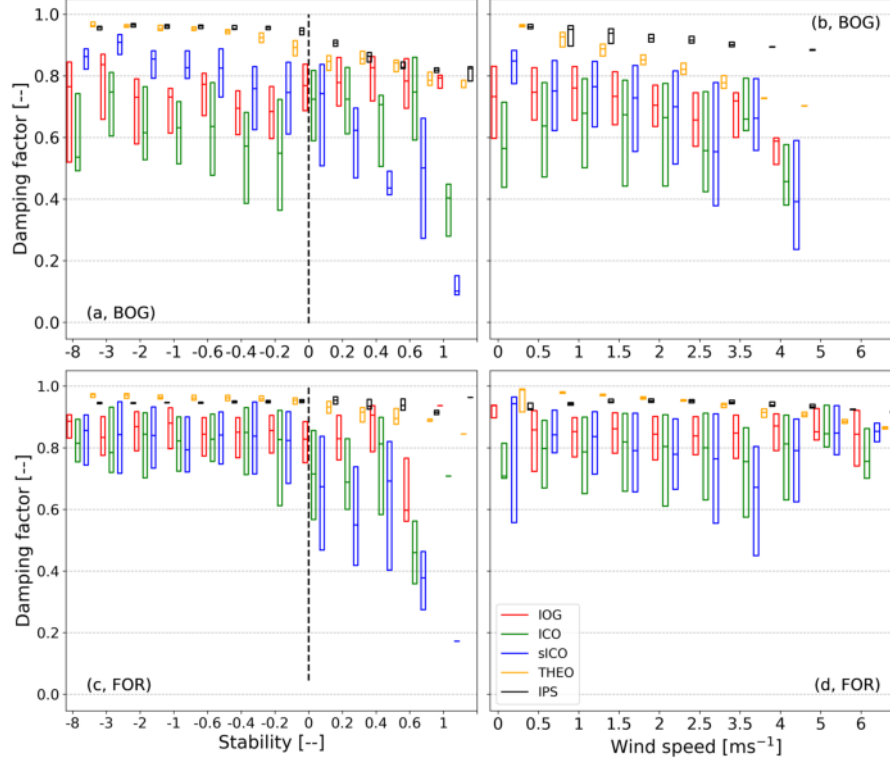 1.0
0.8
0.6
0.4
0.2
0.0
Damping factor [--]
(a, BOG)
-8 -3 -2 -1 -0.6 -0.4 -0.2 0 0.2 0.4 0.6 1
(b, BOG)
0 0.5 1 1.5 2 2.5 3 3.5 4 5 6
1.0
0.8
0.6
0.4
0.2
0.0
Damping factor [--]
(c, FOR)
-8 -3 -2 -1 -0.6 -0.4 -0.2 0 0.2 0.4 0.6 1
Stability [--]
IOG
ICO
sICO
THEO
IPS
(d, FOR)
0 0.5 1 1.5 2 2.5 3 3.5 4 5 6
Wind speed [ms⁻¹]